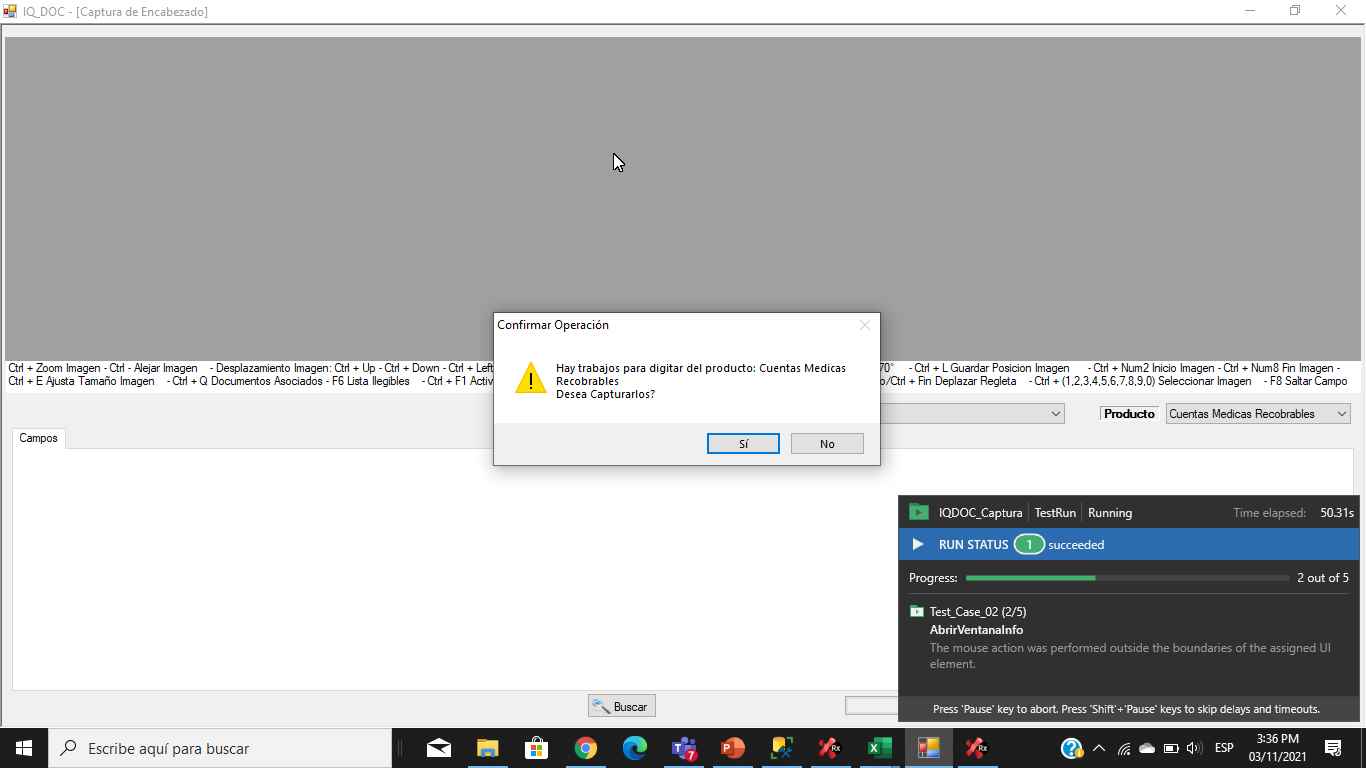 IQ_DOC - [Captura de Encabezado]
Confirmar Operación
Hay trabajos para digitar del producto: Cuentas Medicas
Recobrables
Desea Capturarlos?
Sí No
Ctrl + Zoom Imagen - Ctrl - Alejar Imagen - Desplazamiento Imagen: Ctrl + Up - Ctrl + Down - Ctrl + Left 70° - Ctrl + L Guardar Posicion Imagen - Ctrl + Num2 Inicio Imagen - Ctrl + Num8 Fin Imagen -
Ctrl + E Ajusta Tamaño Imagen - Ctrl + Q Documentos Asociados - F6 Lista Ilegibles - Ctrl + F1 Activ o/Ctrl + Fin Deplazar Regleta - Ctrl + (1,2,3,4,5,6,7,8,9,0) Seleccionar Imagen - F8 Saltar Campo
Producto Cuentas Medicas Recobrables
Campos
IQDOC_Captura TestRun Running Time elapsed: 50.31s
RUN STATUS 1 succeeded
Progress: 2 out of 5
Test_Case_02 (2/5)
AbrirVentanaInfo
The mouse action was performed outside the boundaries of the assigned UI
element.
Press 'Pause' key to abort. Press 'Shift'+'Pause' keys to skip delays and timeouts.
Buscar
Escribe aquí para buscar
7
Rx
Rx
ESP
3:36 PM
03/11/2021